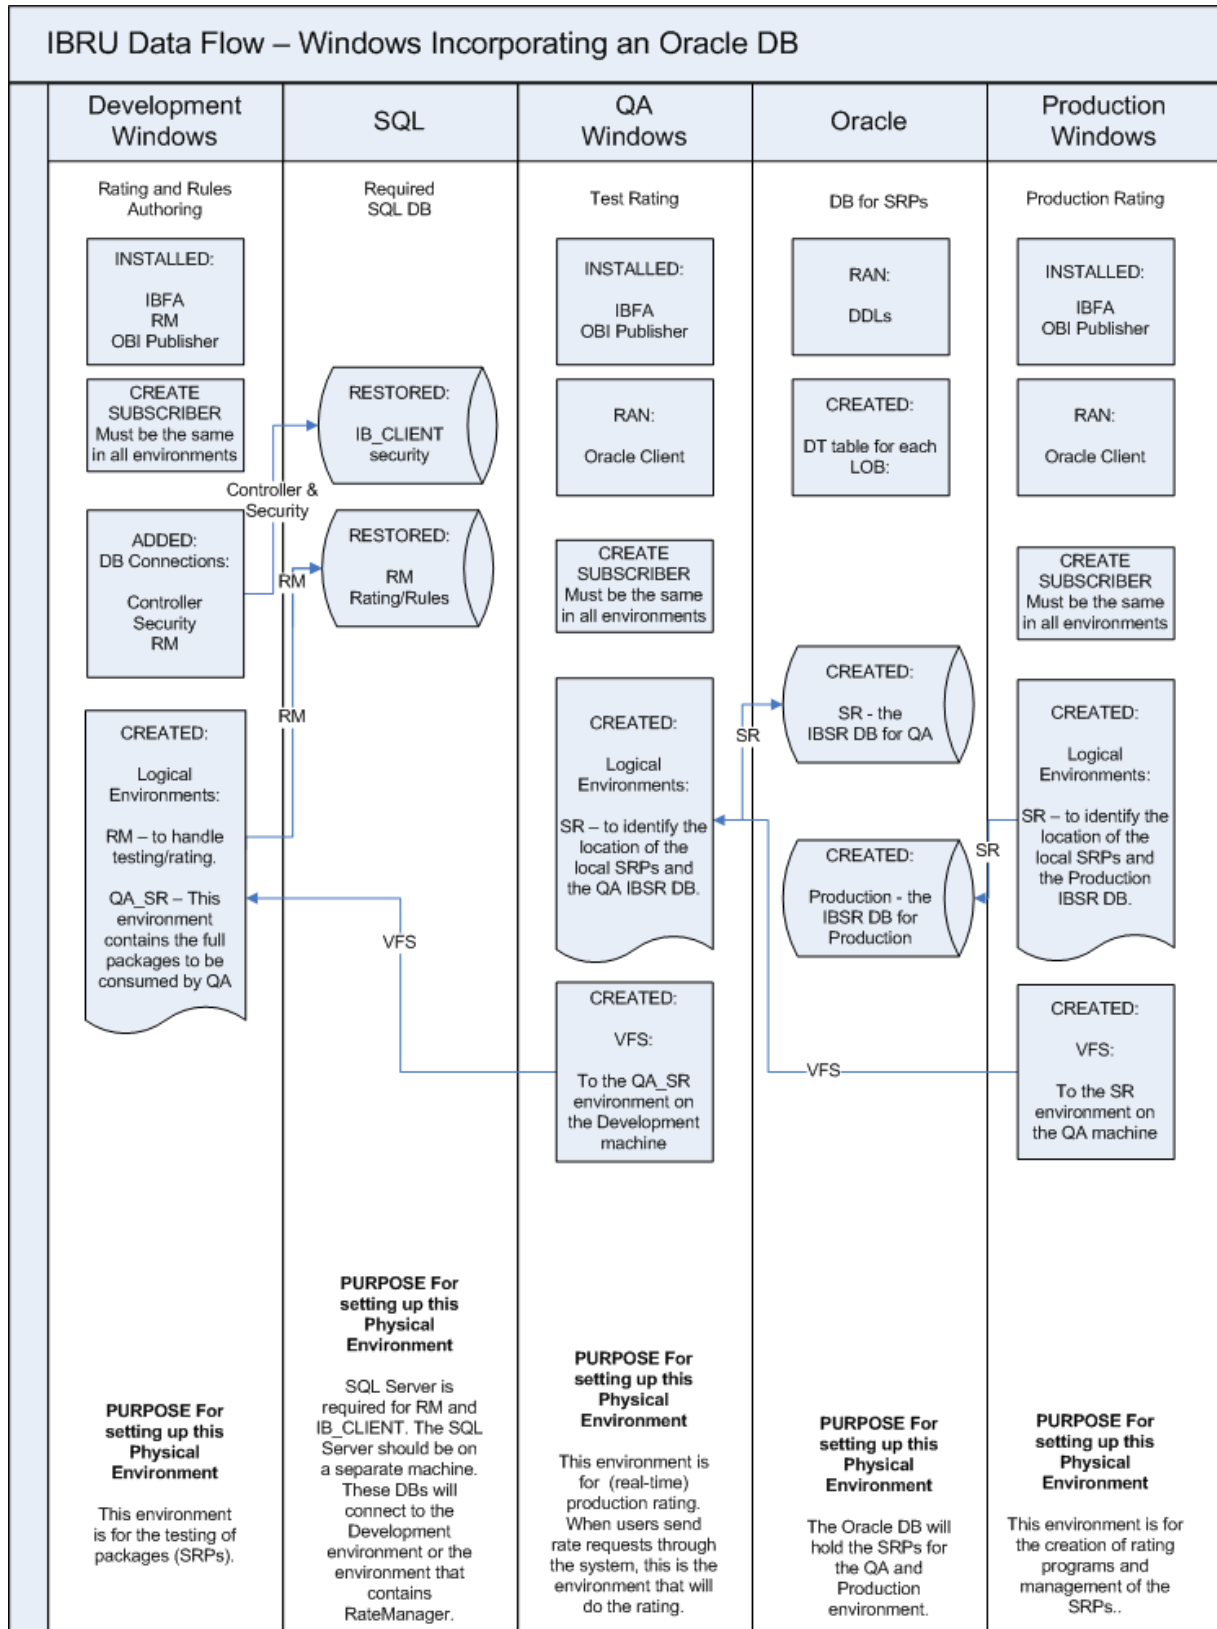 IBRU Data Flow – Windows Incorporating an Oracle DB
Development
Windows
Rating and Rules
Authoring
INSTALLED:
IBFA
RM
OBI Publisher
CREATE
SUBSCRIBER
Must be the same
in all environments
ADDED:
DB Connections:
Controller
Security
RM
CREATED:
Logical
Environments:
RM – to handle
testing/rating.
QA_SR – This
environment
contains the full
packages to be
consumed by QA
PURPOSE For
setting up this
Physical
Environment
This environment
is for the testing of
packages (SRPs).
Controller &
Security
RM
RM
VFS
SQL
Required
SQL DB
RESTORED:
IB_CLIENT
security
RESTORED:
RM
Rating/Rules
PURPOSE For
setting up this
Physical
Environment
SQL Server is
required for RM and
IB_CLIENT. The SQL
Server should be on
a separate machine.
These DBs will
connect to the
Development
environment or the
environment that
contains
RateManager.
QA
Windows
Test Rating
INSTALLED:
IBFA
OBI Publisher
RAN:
Oracle Client
CREATE
SUBSCRIBER
Must be the same
in all environments
CREATED:
Logical
Environments:
SR – to identify the
location of the
local SRPs and
the QA IBSR DB.
CREATED:
VFS:
To the QA_SR
environment on
the Development
machine
PURPOSE For
setting up this
Physical
Environment
This environment is
for (real-time)
production rating.
When users send
rate requests through
the system, this is the
environment that will
do the rating.
SR
Oracle
DB for SRPs
RAN:
DDLs
CREATED:
DT table for each
LOB:
CREATED:
SR - the
IBSR DB for QA
CREATED:
Production - the
IBSR DB for
Production
VFS
PURPOSE For
setting up this
Physical
Environment
The Oracle DB will
hold the SRPs for
the QA and
Production
environment.
SR
Production
Windows
Production Rating
INSTALLED:
IBFA
OBI Publisher
RAN:
Oracle Client
CREATE
SUBSCRIBER
Must be the same
in all environments
CREATED:
Logical
Environments:
SR – to identify the
location of the
local SRPs and
the Production
IBSR DB.
CREATED:
VFS:
To the SR
environment on
the QA machine
PURPOSE For
setting up this
Physical
Environment
This environment is for
the creation of rating
programs and
management of the
SRPs..